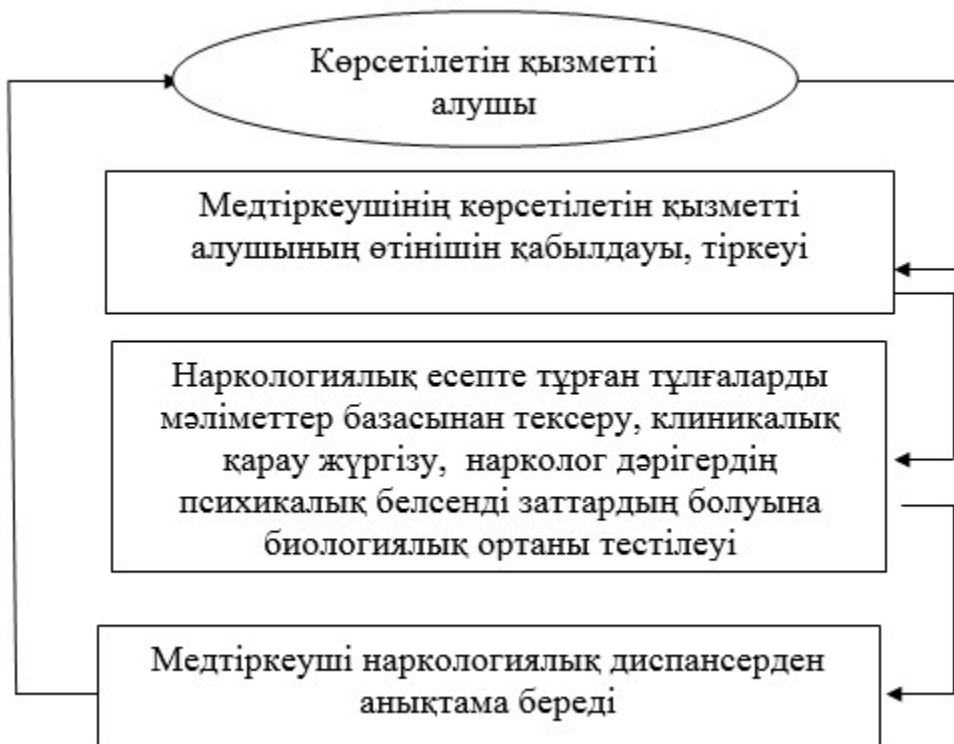 Көрсетілетін қызметті
алушы
Медтіркеушінің көрсетілетін қызметті
алушының өтінішін қабылдауы, тіркеуі
Наркологиялық есепте тұрған тұлғаларды
мәліметтер базасынан тексеру, клиникалық
қарау жүргізу, нарколог дәрігердің
психикалық белсенді заттардың болуына
биологиялық ортаны тестілеуі
Медтіркеуші наркологиялық диспансерден
анықтама береді